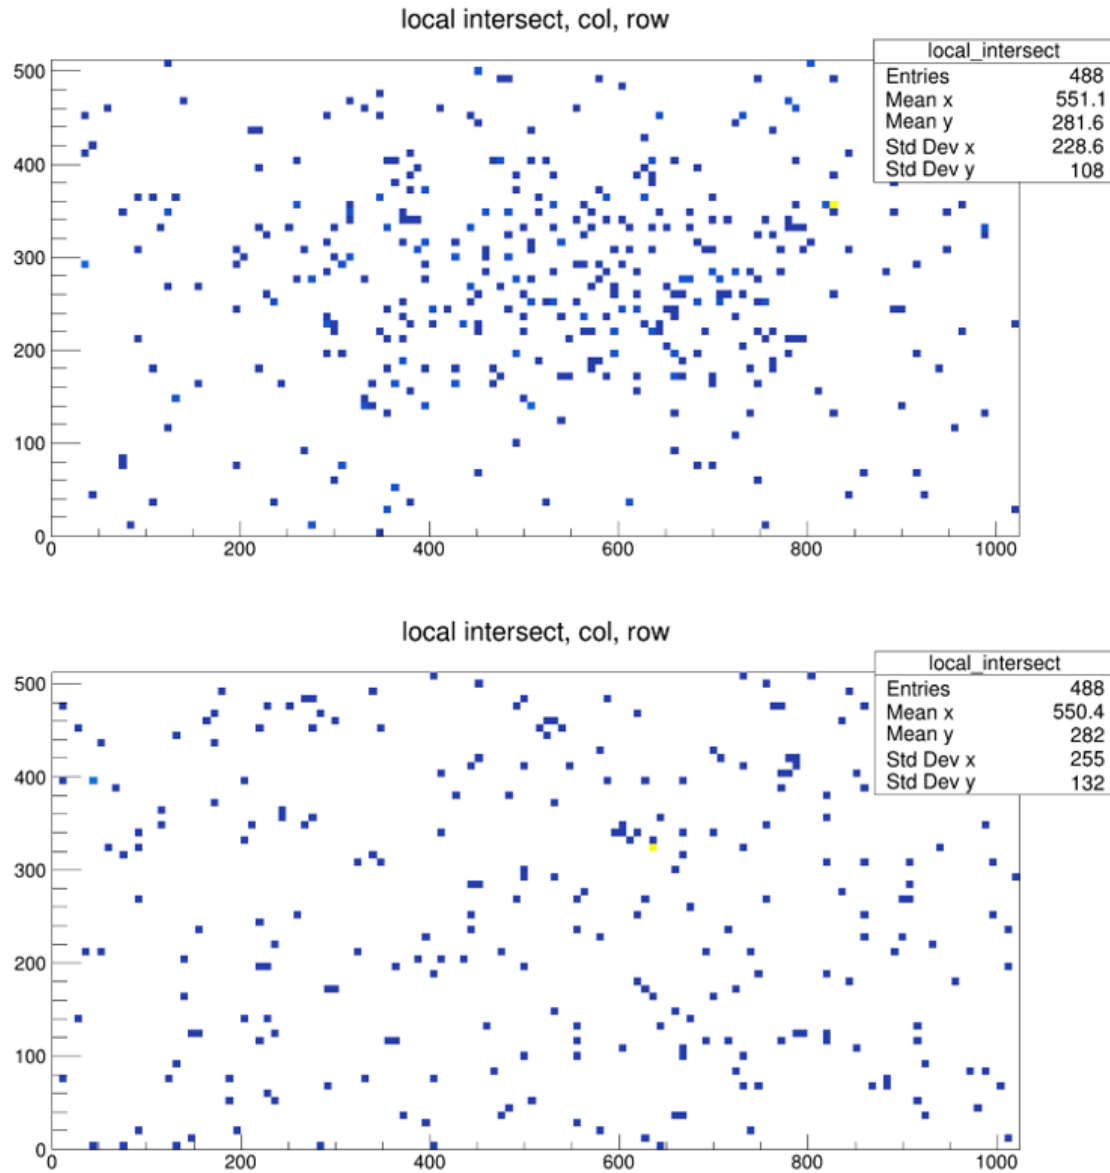 local intersect, col, row
local_intersect
Entries 488
Mean x 551.1
Mean y 281.6
Std Dev x 228.6
Std Dev y 108
500
400
300
200
100
0
0 200 400 600 800 1000
local intersect, col, row
local_intersect
Entries 488
Mean x 550.4
Mean y 282
Std Dev x 255
Std Dev y 132
500
400
300
200
100
0
0 200 400 600 800 1000